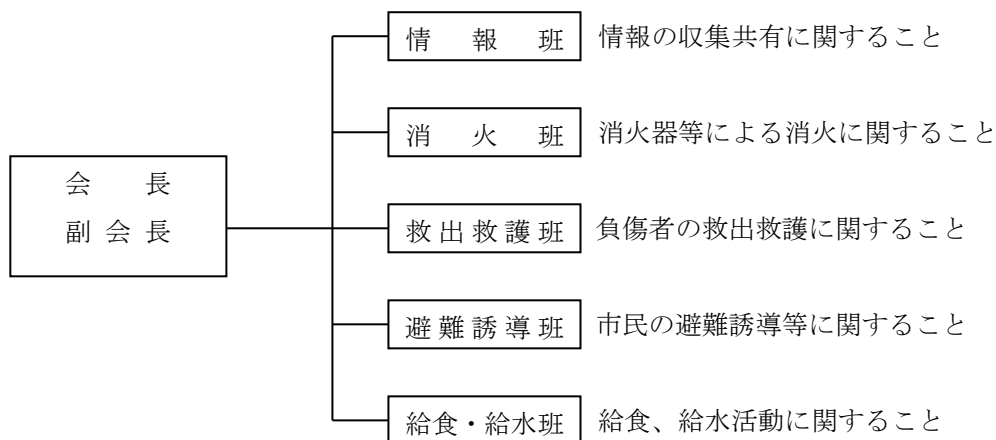 情報班 情報の収集共有に関すること
消火班 消火器等による消火に関すること
会長
副会長
救出救護班 負傷者の救出救護に関すること
避難誘導班 市民の避難誘導等に関すること
給食・給水班 給食、給水活動に関すること